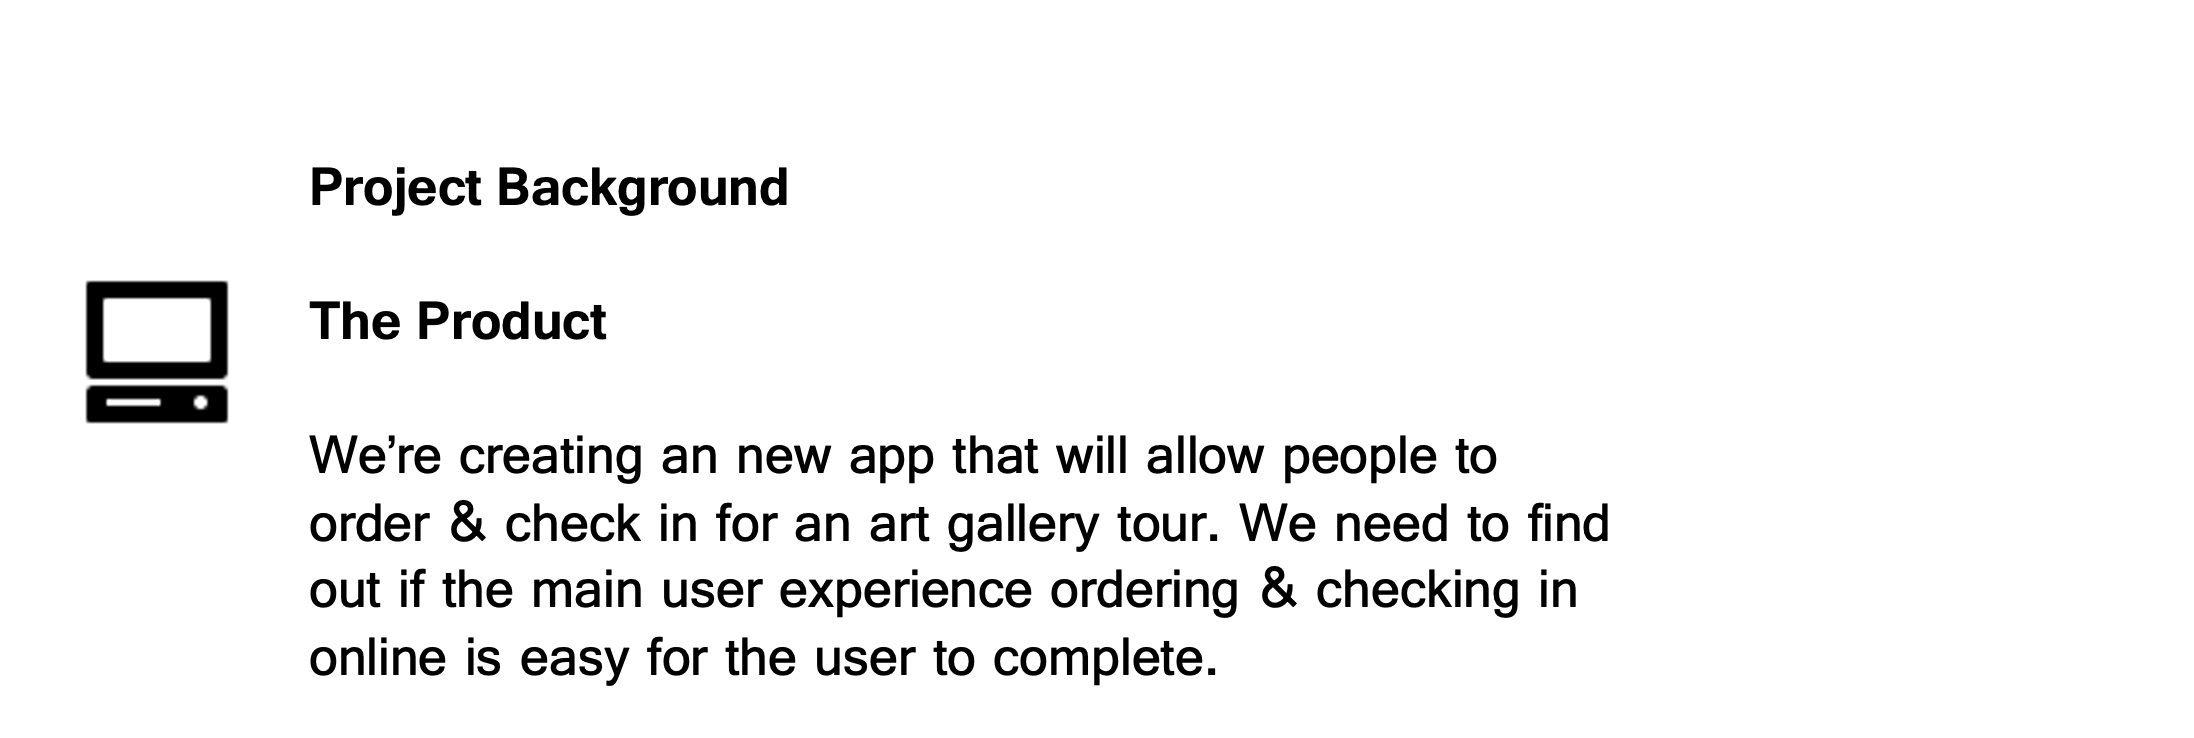 Project Background
The Product
We’re creating an new app that will allow people to
order & check in for an art gallery tour. We need to find
out if the main user experience ordering & checking in
online is easy for the user to complete.